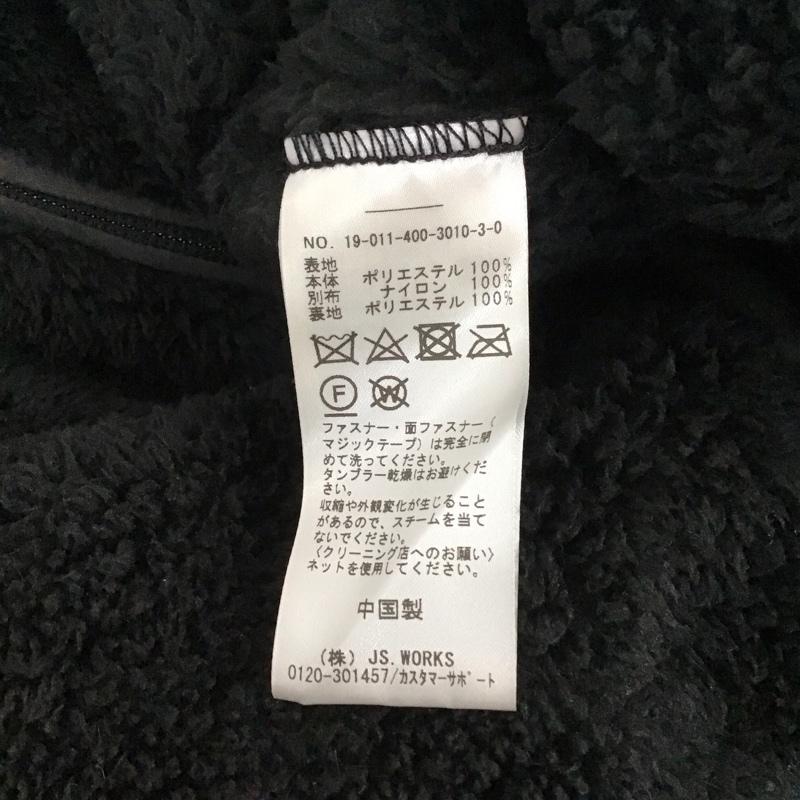 NO. 19-011-400-3010-3-0
表地
本体 ポリエステル 100%
別布 ナイロン 100%
裏地 ポリエステル 100%
F W
ファスナー・面ファスナー(
マジックテープ)は完全に閉
めて洗ってください。
タンブラー乾燥はお避けくだ
さい。
収縮や外観変化が生じること
があるので、スチームを当て
ないでください。
〈クリーニング店へのお願い〉
ネットを使用してください。
中国製
(株) JS.WORKS
0120-301457/カスタマーサポート